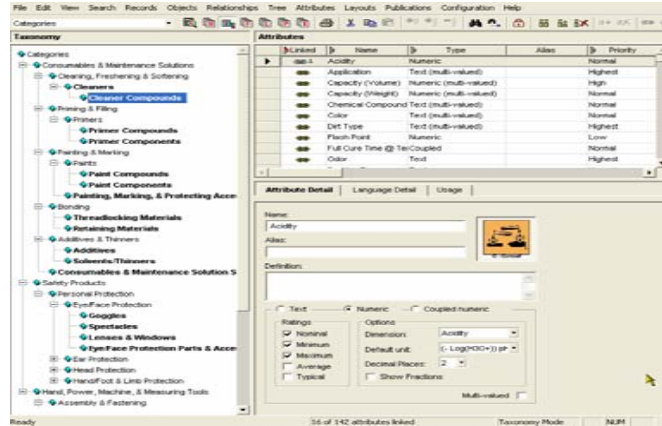 File Edit View Search Records Objects Relationships Tree Attributes Layouts Publications Configuration Help
Categories
Taxonomy
Categories
Consumables & Maintenance Solutions
Cleaning, Freshening & Softening
Cleaners
Cleaner Compounds
Priming & Filling
Primers
Primer Compounds
Primer Components
Painting & Marking
Paints
Paint Compounds
Paint Components
Painting, Marking, & Protecting Acce
Bonding
Threadlocking Materials
Retaining Materials
Additives & Thinners
Additives
Solvents/Thinners
Consumables & Maintenance Solution S
Safety Products
Personal Protection
Eye/Face Protection
Goggles
Spectacles
Lenses & Windows
Eye/Face Protection Parts & Acces
Ear Protection
Head Protection
Hand/Foot & Limb Protection
Hand, Power, Machine, & Measuring Tools
Assembly & Fastening
Attributes
Linked Name Type Alias Priority
Acidity Numeric Normal
Application Text (multi-valued) Highest
Capacity (Volume) Numeric (multi-valued) High
Capacity (Weight) Numeric (multi-valued) Normal
Chemical Compound Text (multi-valued) Normal
Color Text (multi-valued) Normal
Dirt Type Text (multi-valued) Highest
Flash Point Numeric Low
Full Cure Time @ Te Coupled Normal
Odor Text Highest
Attribute Detail Language Detail Usage
Name:
Acidity
Alias:
Definition:
Text Numeric Coupled numeric
Ratings Options
Nominal Dimension: Acidity
Minimum Default unit: (- Log(H3O+)) pH
Maximum Decimal Places: 2
Average Show Fractions
Typical
Multi-valued
Ready 16 of 142 attributes linked Taxonomy Mode NUM